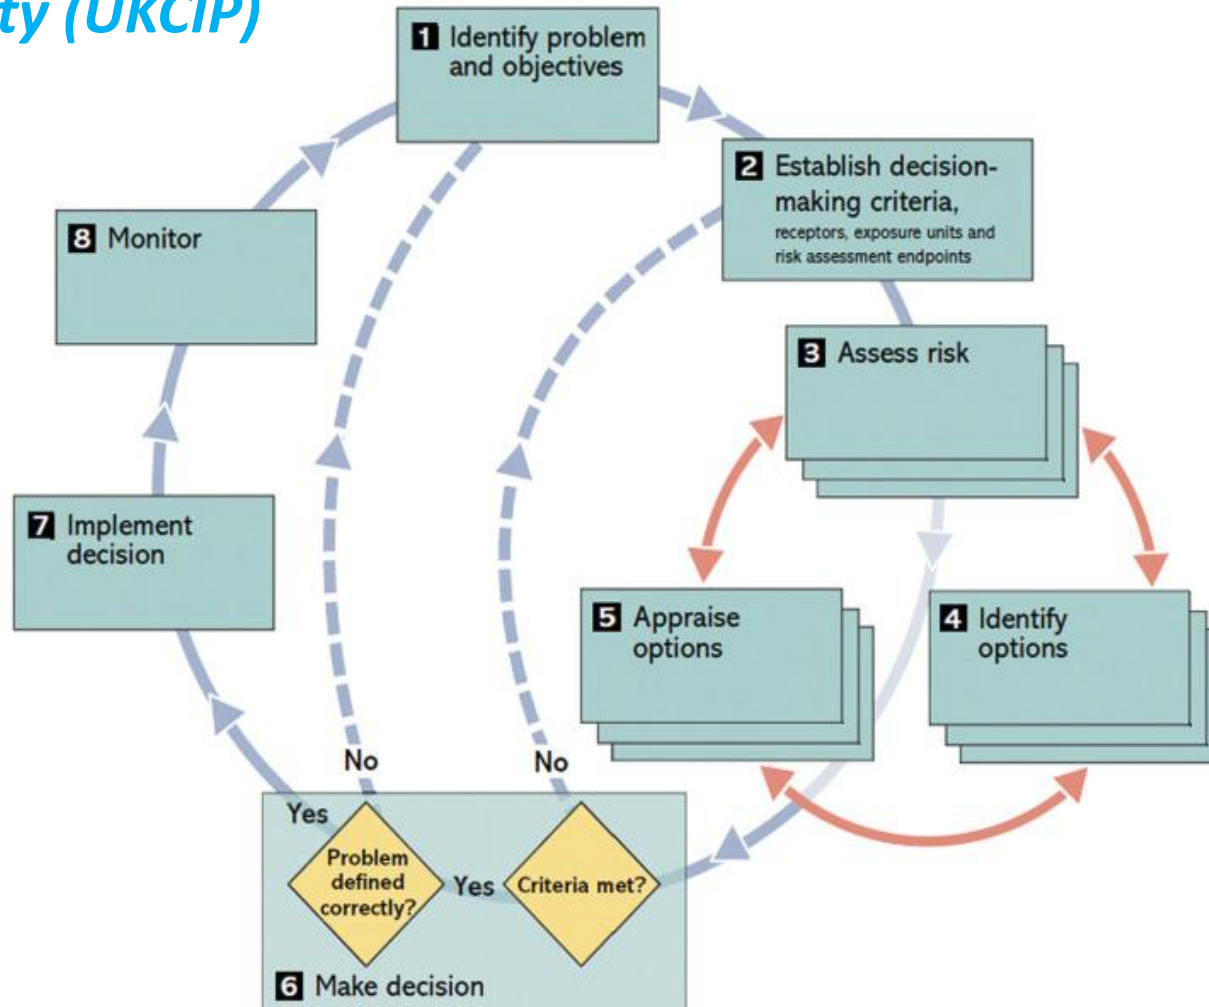 ty (UKCIP)
1 Identify problem
and objectives
2 Establish decision-
making criteria,
receptors, exposure units and
risk assessment endpoints
8 Monitor
3 Assess risk
7 Implement
decision
5 Appraise
options
4 Identify
options
No
No
Yes
Problem
defined
correctly?
Yes
Criteria met?
6 Make decision